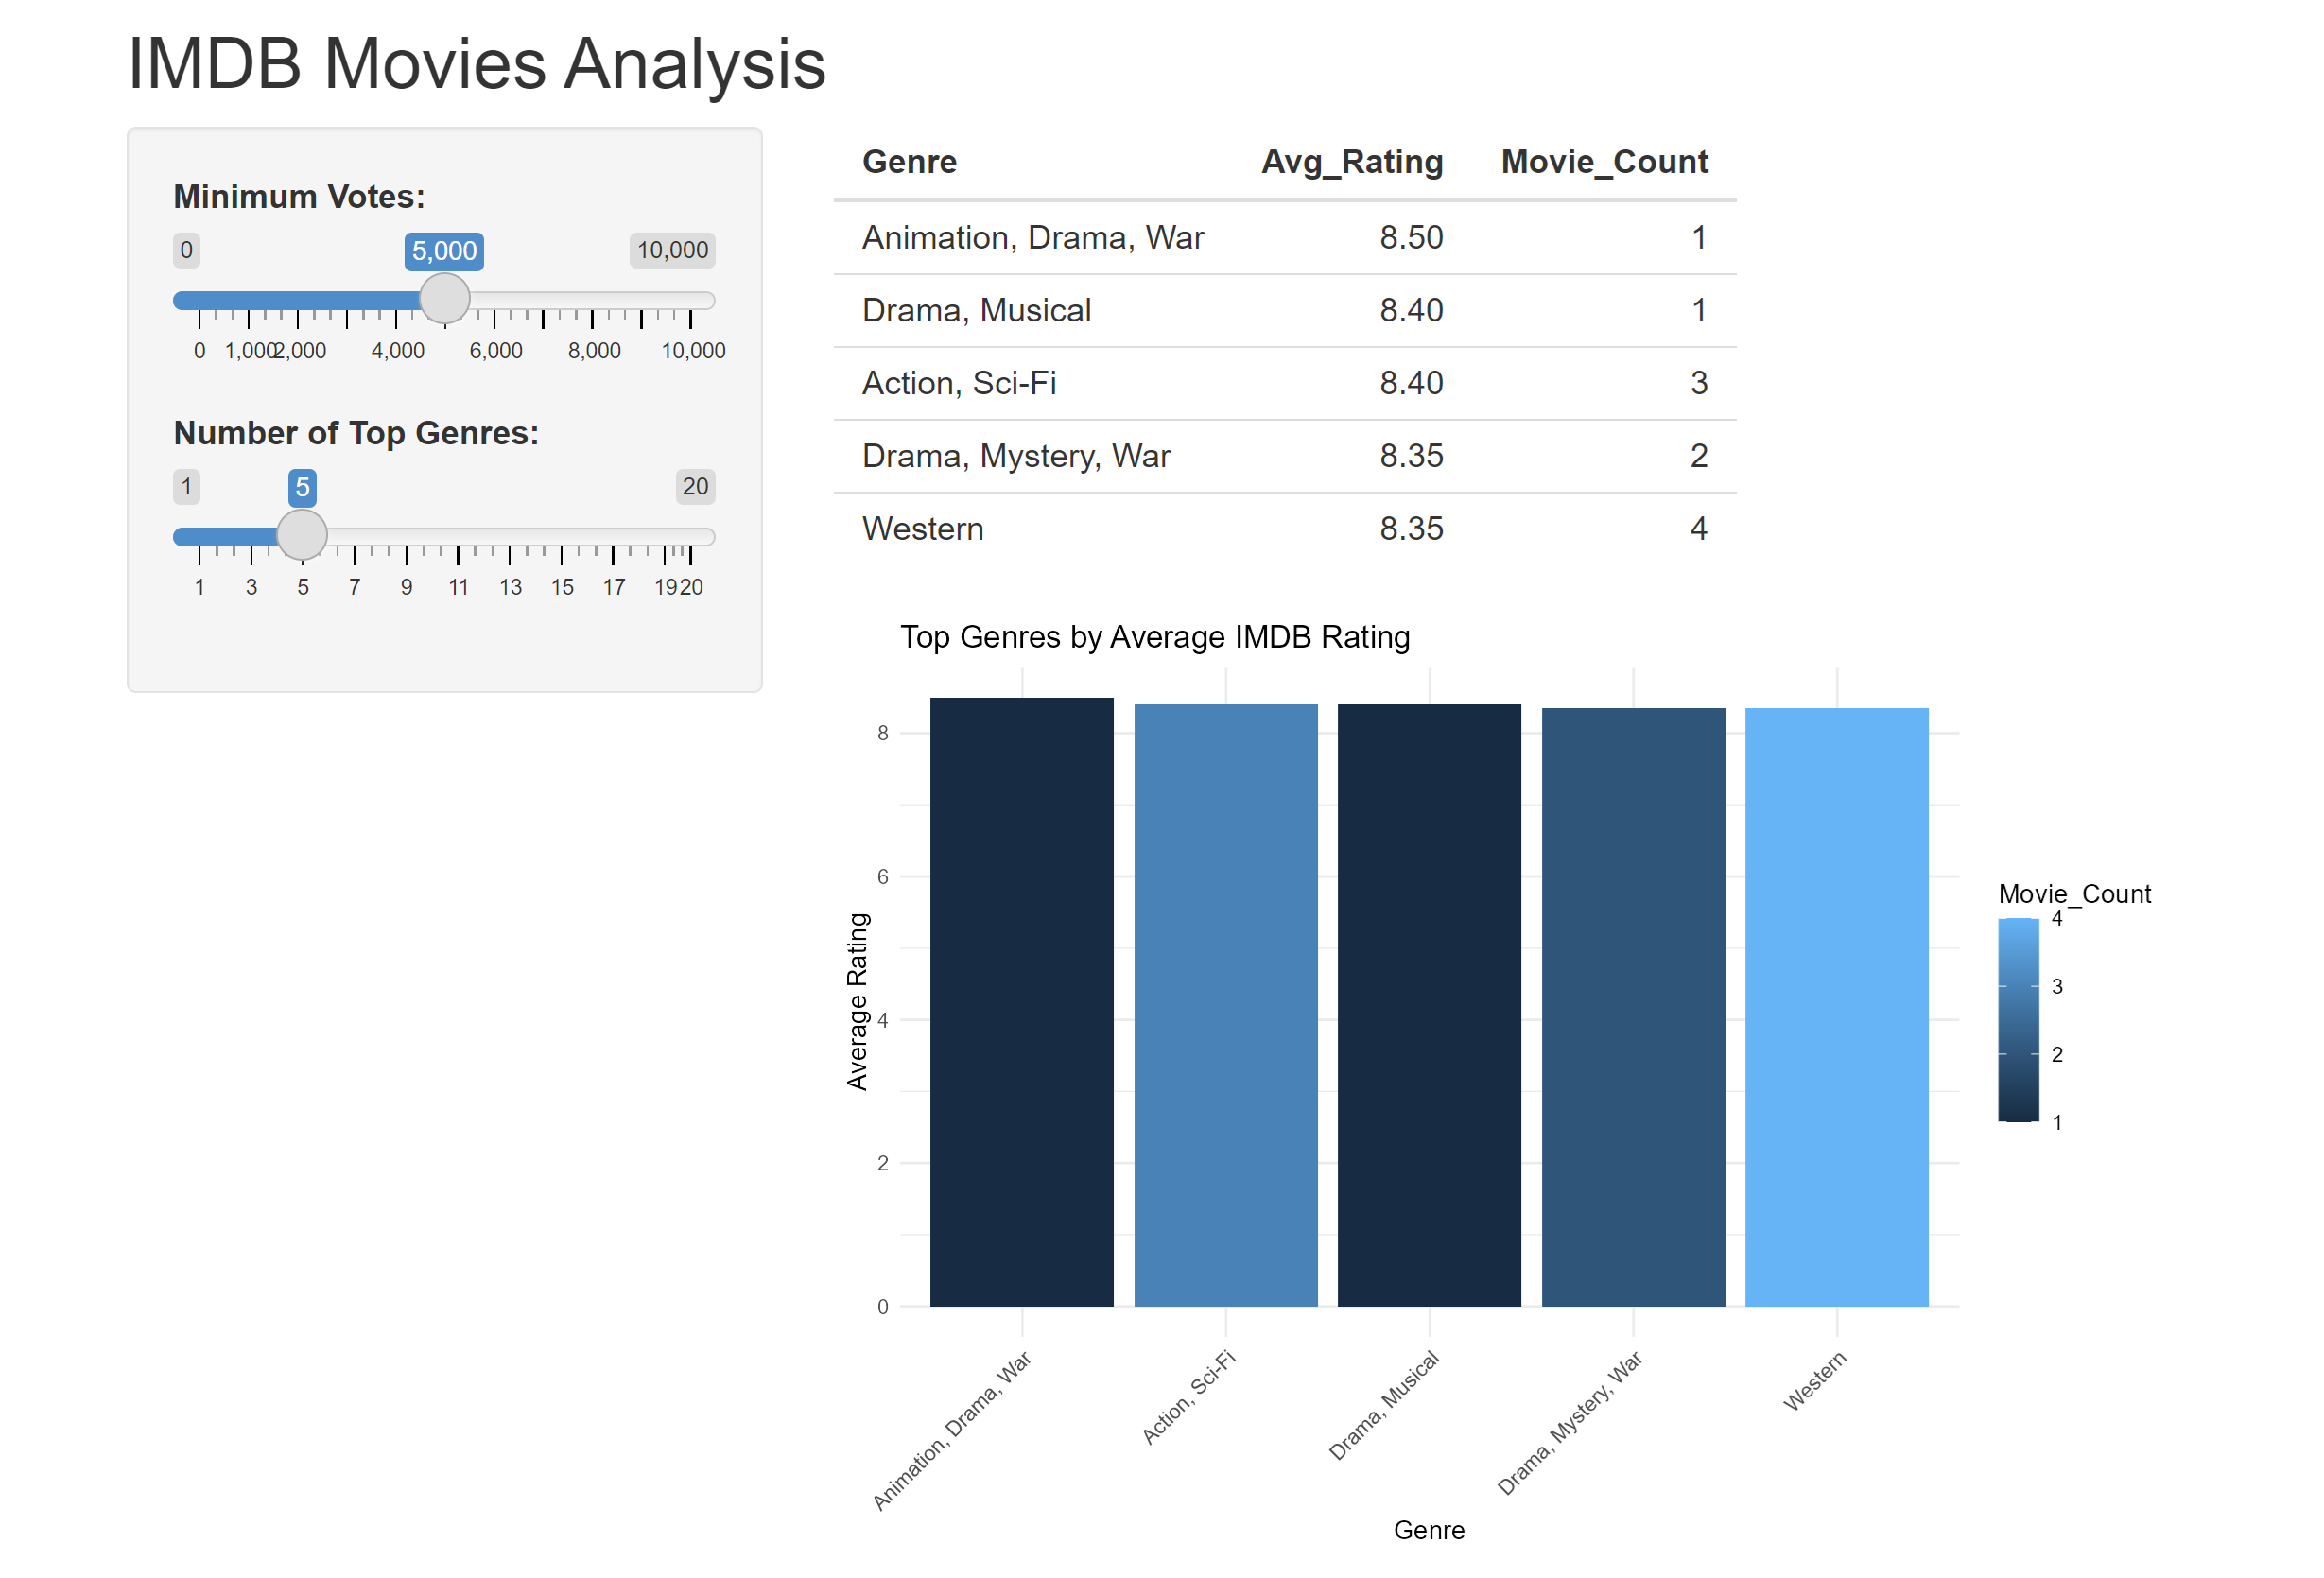 IMDB Movies Analysis
Minimum Votes:
0 5,000 10,000
0 1,000 2,000 4,000 6,000 8,000 10,000
Number of Top Genres:
1 5 20
1 3 5 7 9 11 13 15 17 19 20
Genre Avg_Rating Movie_Count
Animation, Drama, War 8.50 1
Drama, Musical 8.40 1
Action, Sci-Fi 8.40 3
Drama, Mystery, War 8.35 2
Western 8.35 4
Top Genres by Average IMDB Rating
Average Rating
8
6
4
2
0
Animation, Drama, War
Action, Sci-Fi
Drama, Musical
Drama, Mystery, War
Western
Genre
Movie_Count
4
3
2
1